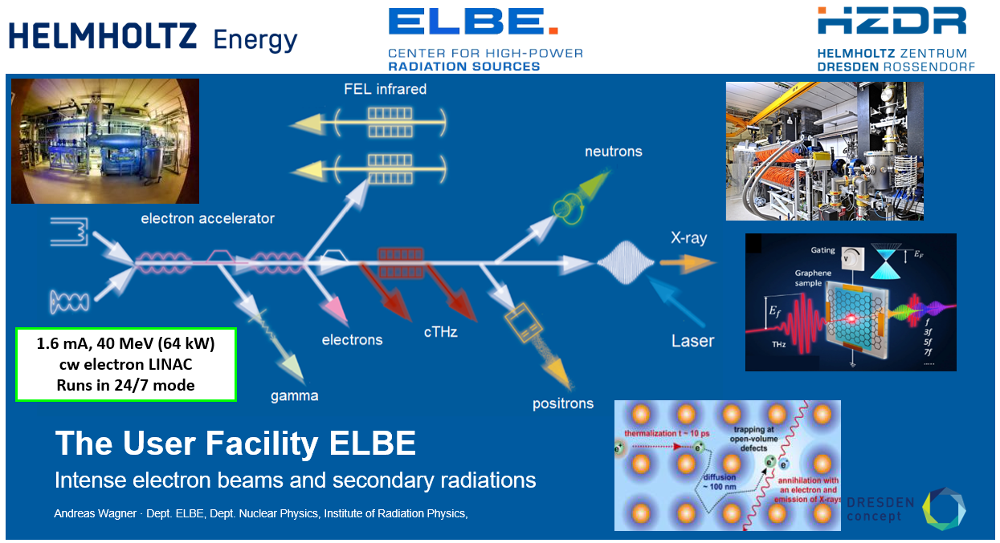 HELMHOLTZ Energy
ELBE.
CENTER FOR HIGH-POWER
RADIATION SOURCES
HZDR
HELMHOLTZ ZENTRUM
DRESDEN ROSSENDORF
FEL infrared
neutrons
electron accelerator
X-ray
Laser
electrons
cTHz
gamma
positrons
Gating
V
E_F
Graphene
sample
E_f
THz
f
3f
5f
7f
.....
1.6 mA, 40 MeV (64 kW)
cw electron LINAC
Runs in 24/7 mode
The User Facility ELBE
Intense electron beams and secondary radiations
Andreas Wagner · Dept. ELBE, Dept. Nuclear Physics, Institute of Radiation Physics,
thermalization t ~ 10 ps
trapping at
open-volume
defects
e⁺
e⁺
e⁺
e⁻
diffusion
~ 100 nm
annihilation with
an electron and
emission of X-rays
DRESDEN
concept